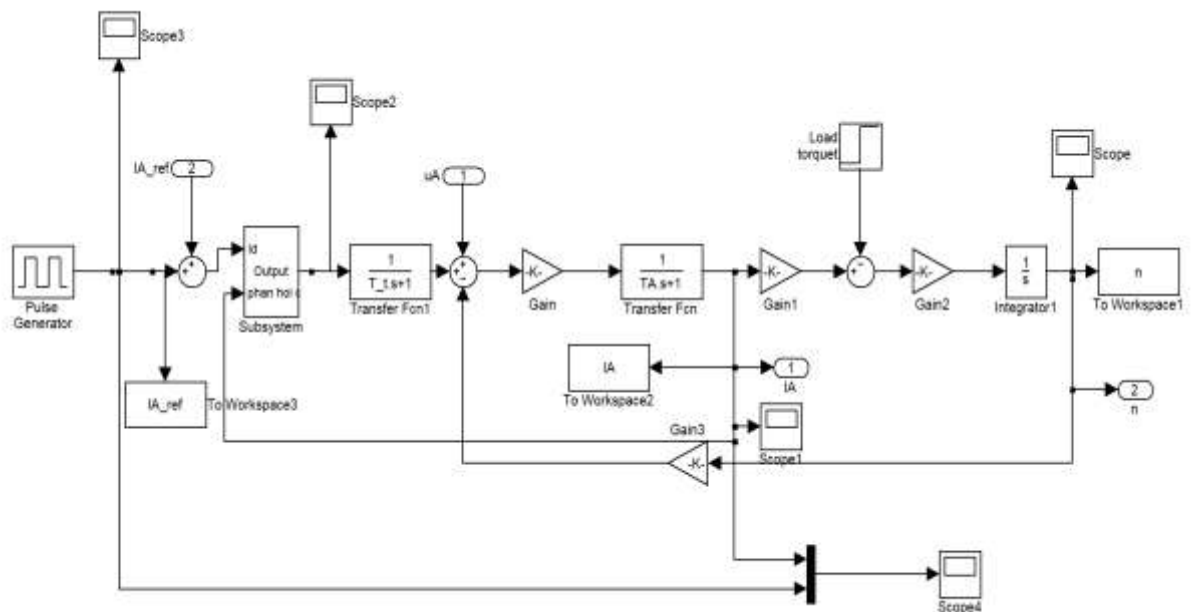 Scope3
Scope2
Load
torquet
Scope
IA_ref
2
uA
1
Id
Output
phan hoi c
Subsystem
Pulse
Generator
1
T_t.s+1
Transfer Fcn1
-K-
Gain
1
TA.s+1
Transfer Fcn
-K-
Gain1
-K-
Gain2
1
s
Integrator1
n
To Workspace1
IA_ref
To Workspace3
IA
To Workspace2
1
IA
2
n
Gain3
-K-
Scope1
Scope4